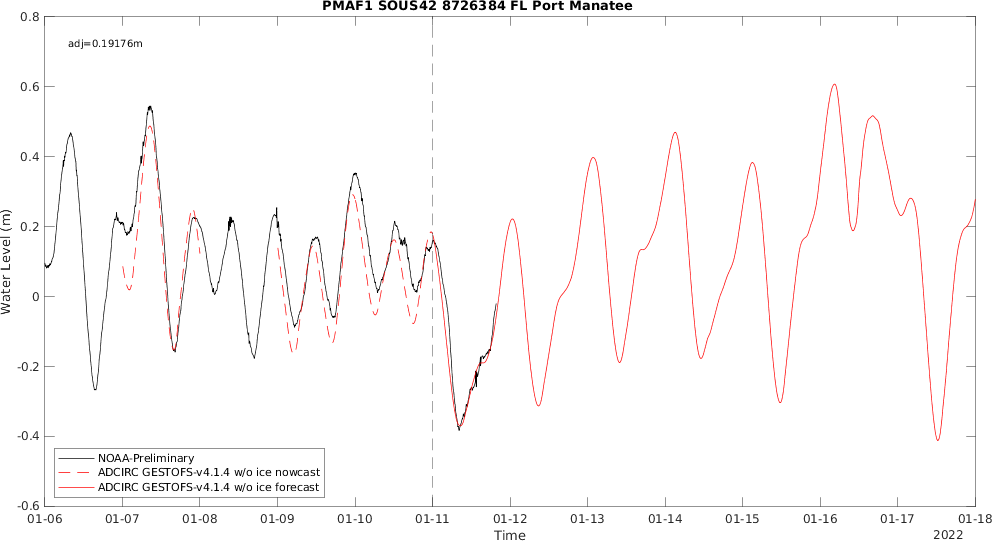 PMAF1 SOUS42 8726384 FL Port Manatee
adj=0.19176m
0.8
0.6
0.4
0.2
0
-0.2
-0.4
-0.6
Water Level (m)
NOAA-Preliminary
ADCIRC GESTOFS-v4.1.4 w/o ice nowcast
ADCIRC GESTOFS-v4.1.4 w/o ice forecast
01-06 01-07 01-08 01-09 01-10 01-11 01-12 01-13 01-14 01-15 01-16 01-17 01-18
Time
2022